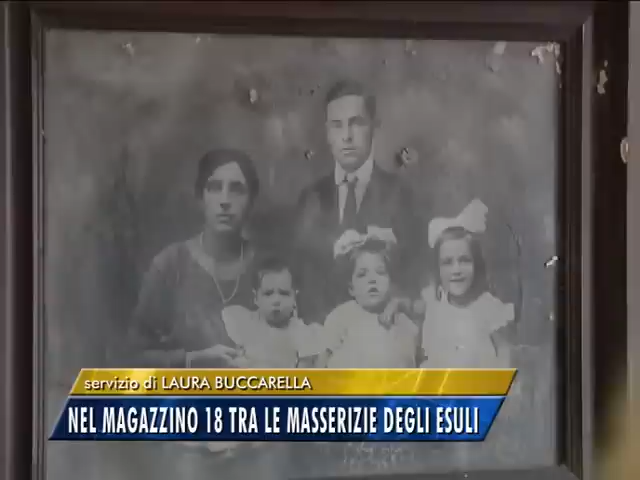 servizio di LAURA BUCCARELLA
NEL MAGAZZINO 18 TRA LE MASSERIZIE DEGLI ESULI